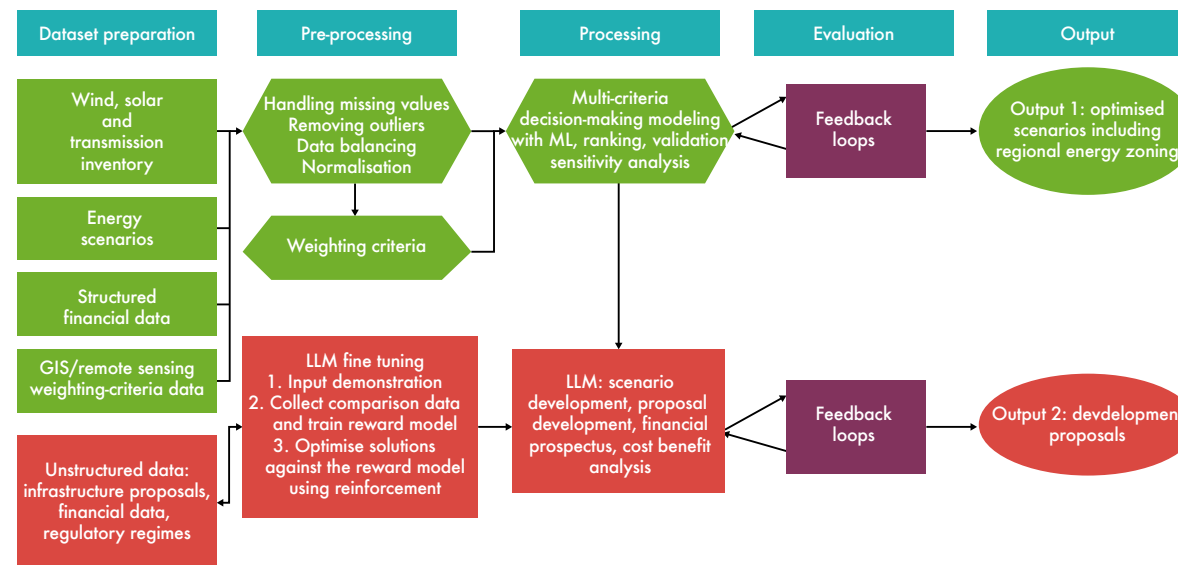 Dataset preparation
Pre-processing
Processing
Evaluation
Output
Wind, solar
and
transmission
inventory
Energy
scenarios
Structured
financial data
GIS/remote sensing
weighting-criteria data
Unstructured data:
infrastructure proposals,
financial data,
regulatory regimes
Handling missing values
Removing outliers
Data balancing
Normalisation
Weighting criteria
LLM fine tuning
1. Input demonstration
2. Collect comparison data
and train reward model
3. Optimise solutions
against the reward model
using reinforcement
Multi-criteria
decision-making modeling
with ML, ranking, validation
sensitivity analysis
LLM: scenario
development, proposal
development, financial
prospectus, cost benefit
analysis
Feedback
loops
Feedback
loops
Output 1: optimised
scenarios including
regional energy zoning
Output 2: devdelopment
proposals